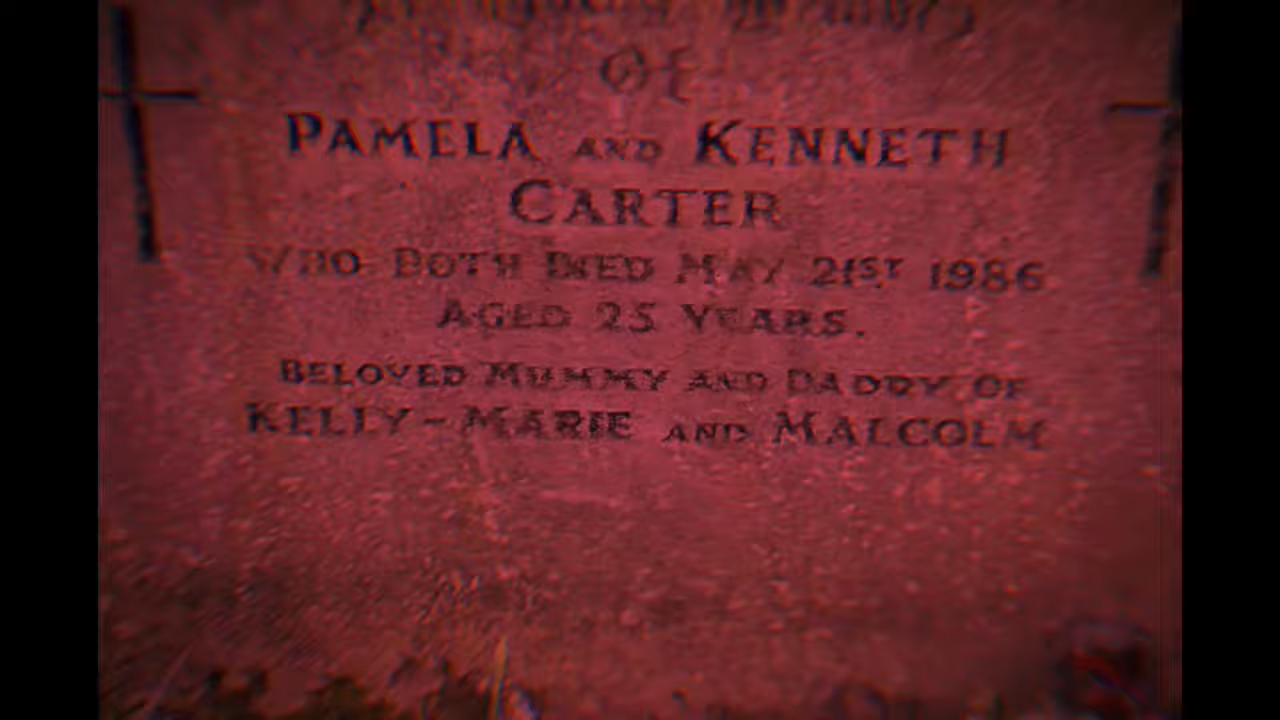 Of
PAMELA AND KENNETH
CARTER
WHO BOTH DIED MAY 21ST 1986
AGED 25 YEARS.
BELOVED MUMMY AND DADDY OF
KELLY-MARIE AND MALCOLM